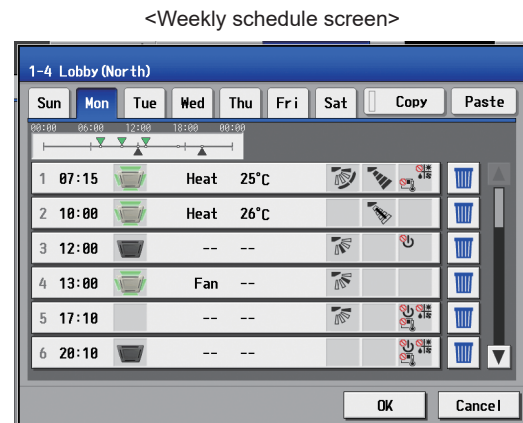 <Weekly schedule screen>
1-4 Lobby(North)
Sun Mon Tue Wed Thu Fri Sat Copy Paste
00:00 06:00 12:00 18:00 00:00
1 07:15 Heat 25°C
2 10:00 Heat 26°C
3 12:00 -- --
4 13:00 Fan --
5 17:10 -- --
6 20:10 -- --
OK Cancel